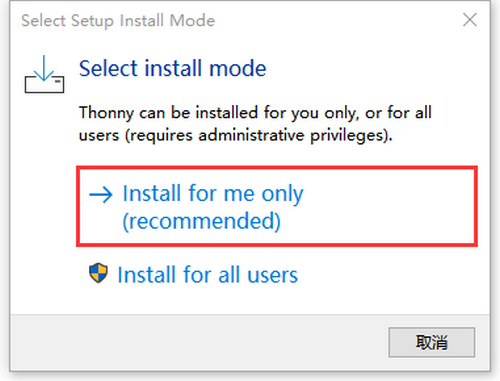 Select Setup Install Mode
Select install mode
Thonny can be installed for you only, or for all
users (requires administrative privileges).
Install for me only
(recommended)
Install for all users
取消